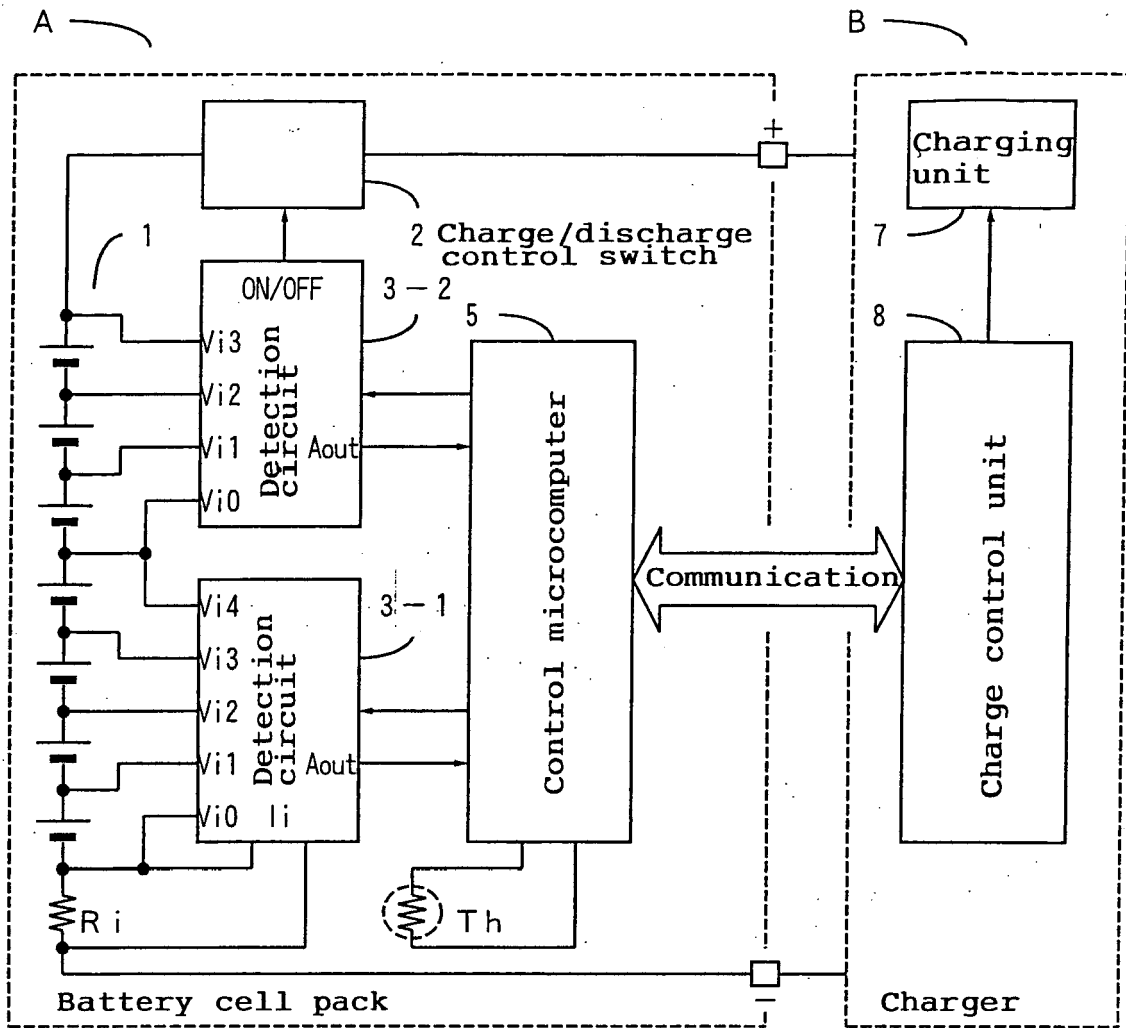 A
B
+
Charging
unit
1
2 Charge/discharge
control switch
7
ON/OFF
3-2
5
8
Vi3
Vi2
Vi1
Vi0
Detection
circuit
Aout
Control microcomputer
Charge control unit
Communication
Vi4
Vi3
Vi2
Vi1
Vi0
Ii
Detection
circuit
Aout
3-1
Ri
Th
Battery cell pack
−
Charger